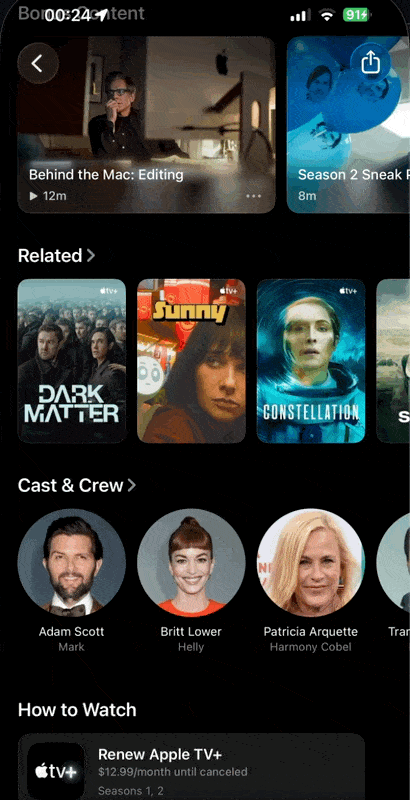 Bonus Content
00:24
91
Behind the Mac: Editing
12m
Season 2 Sneak P
8m
Related
tv+
DARK
MATTER
tv+
Sunny
tv+
CONSTELLATION
S
Cast & Crew
Adam Scott
Mark
Britt Lower
Helly
Patricia Arquette
Harmony Cobel
Tran
How to Watch
tv+
Renew Apple TV+
$12.99/month until canceled
Seasons 1, 2